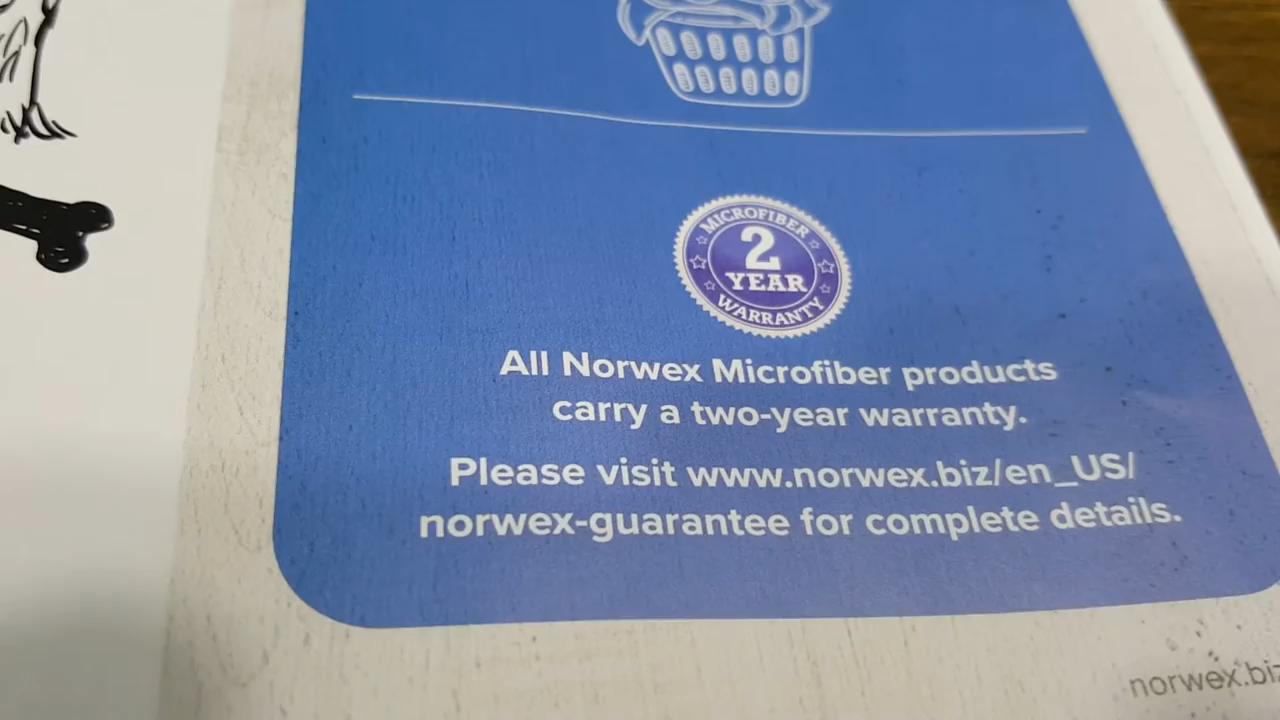 MICROFIBER
2
YEAR
WARRANTY
All Norwex Microfiber products
carry a two-year warranty.
Please visit www.norwex.biz/en_US/
norwex-guarantee for complete details.
norwex.biz